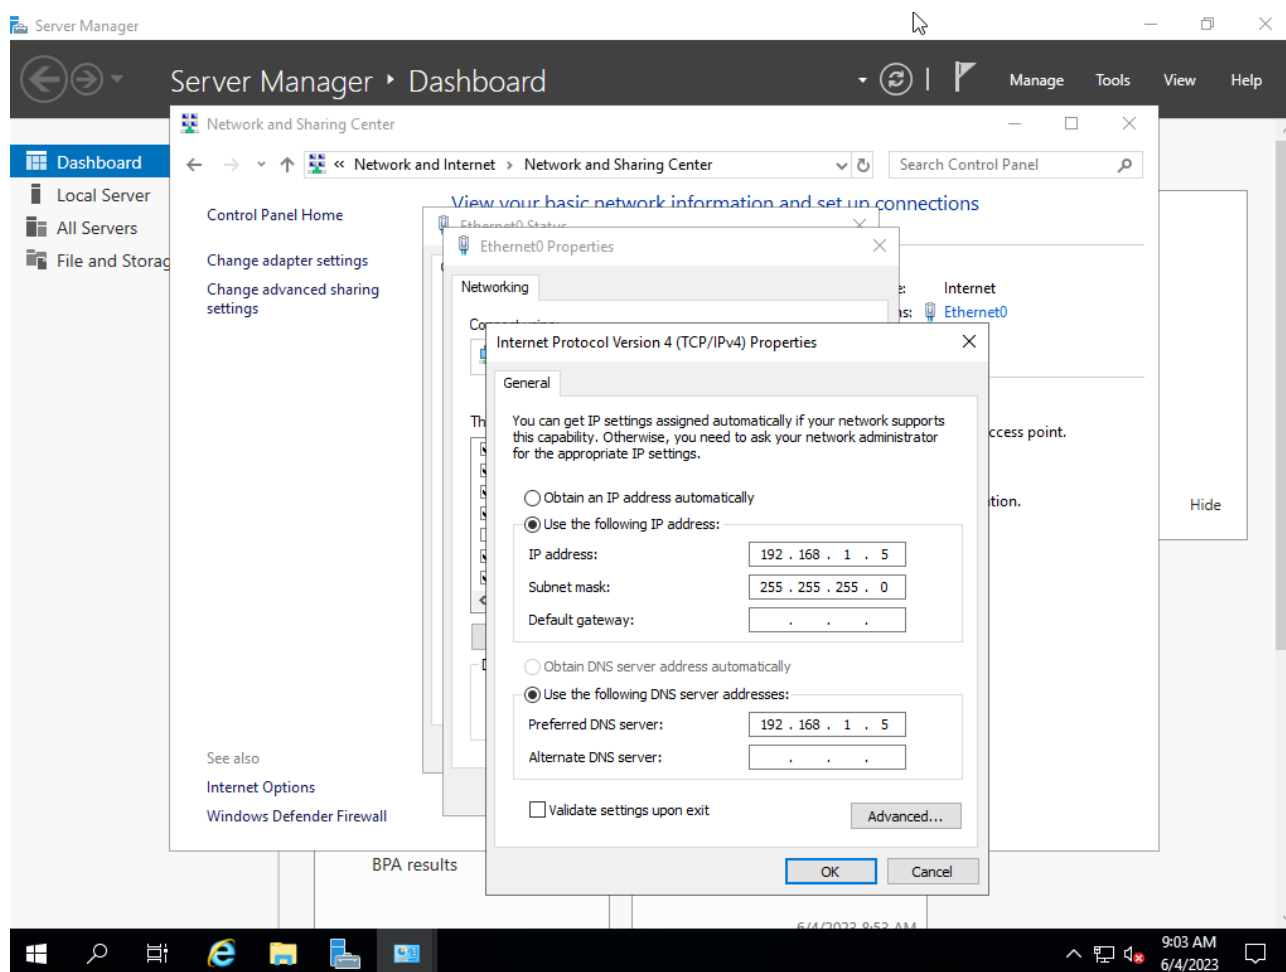 Server Manager
Server Manager ‣ Dashboard
Manage Tools View Help
Network and Sharing Center
Dashboard
Local Server
All Servers
File and Storag
« Network and Internet > Network and Sharing Center
Search Control Panel
Control Panel Home
Change adapter settings
Change advanced sharing
settings
View your basic network information and set up connections
Ethernet0 Status
Ethernet0 Properties
Networking
Internet
Ethernet0
Internet Protocol Version 4 (TCP/IPv4) Properties
General
You can get IP settings assigned automatically if your network supports
this capability. Otherwise, you need to ask your network administrator
for the appropriate IP settings.
ccess point.
Obtain an IP address automatically
Use the following IP address:
Hide
IP address: 192 . 168 . 1 . 5
Subnet mask: 255 . 255 . 255 . 0
Default gateway: . . .
Obtain DNS server address automatically
Use the following DNS server addresses:
Preferred DNS server: 192 . 168 . 1 . 5
Alternate DNS server: . . .
Validate settings upon exit
Advanced...
OK Cancel
See also
Internet Options
Windows Defender Firewall
BPA results
6/4/2023 8:53 AM
9:03 AM
6/4/2023